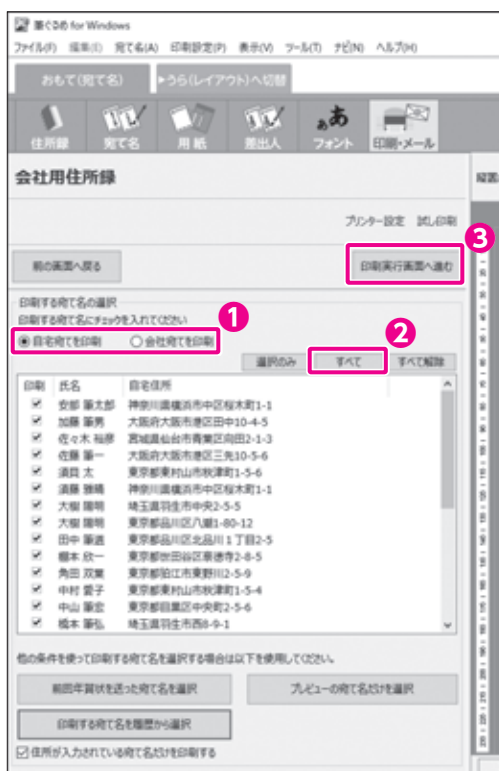 筆ぐるめ for Windows
ファイル(F) 編集(E) 宛て名(A) 印刷設定(P) 表示(V) ツール(T) ナビ(N) ヘルプ(H)
おもて(宛て名) ▶うら(レイアウト)へ切替
住所録 宛て名 用紙 差出人 フォント 印刷・メール
会社用住所録
プリンター設定 試し印刷
3
前の画面へ戻る 印刷実行画面へ進む
印刷する宛て名の選択
印刷する宛て名にチェックを入れてください
1
自宅宛てを印刷 会社宛てを印刷
2
選択のみ すべて すべて解除
印刷 氏名 自宅住所
安部 筆太郎 神奈川県横浜市中区桜木町1-1
加藤 筆男 大阪府大阪市港区田中10-4-5
佐々木 裕彦 宮城県仙台市青葉区向田2-1-3
佐藤 筆一 大阪府大阪市港区三先10-5-6
須貝 太 東京都東村山市秋津町1-5-6
須藤 雅晴 神奈川県横浜市中区桜木町1-1
大樹 陽明 埼玉県羽生市中央2-5-5
大樹 陽明 東京都品川区八潮1-80-12
田中 筆道 東京都品川区北品川1丁目2-5
棚本 欣一 東京都世田谷区豪徳寺2-8-5
角田 双葉 東京都狛江市東野川2-5-9
中村 愛子 東京都東村山市秋津町1-5-4
中山 筆宏 東京都目黒区中央町2-5-6
橋本 筆弘 埼玉県羽生市西8-9-1
他の条件を使って印刷する宛て名を選択する場合は以下を使用してください。
前回年賀状を送った宛て名を選択 プレビューの宛て名だけを選択
印刷する宛て名を履歴から選択
住所が入力されている宛て名だけを印刷する